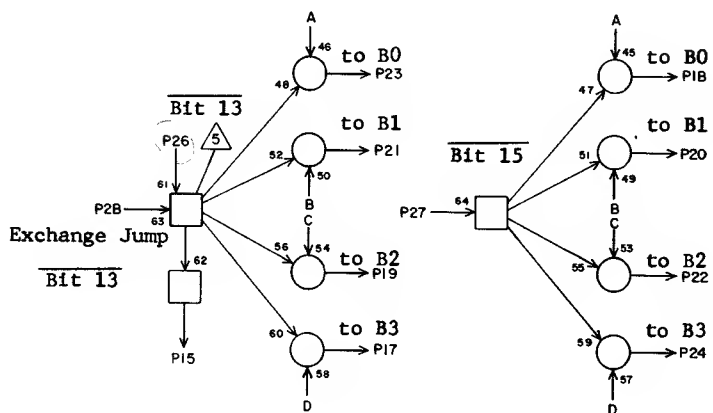 A
46
to B0
P23
48
Bit 13
5
P26
to B1
52
P21
50
61
P2B
63
Exchange Jump
B
C
62
56
54
to B2
P19
Bit 13
60
to B3
P17
58
P15
D
A
45
to B0
P1B
47
to B1
51
P20
49
Bit 15
64
P27
B
C
53
to B2
55
P22
to B3
59
P24
57
D